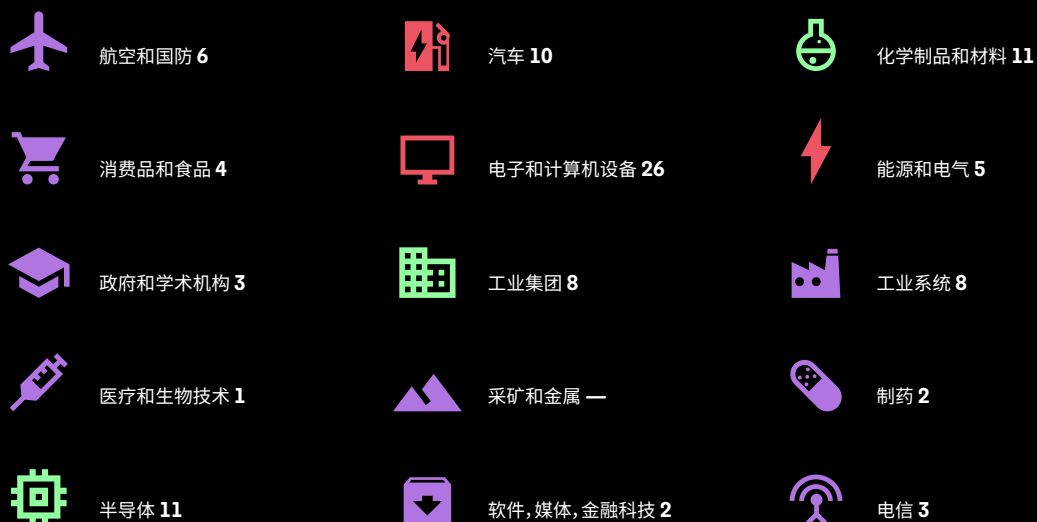 航空和国防 6
汽车 10
化学制品和材料 11
消费品和食品 4
电子和计算机设备 26
能源和电气 5
政府和学术机构 3
工业集团 8
工业系统 8
医疗和生物技术 1
采矿和金属 —
制药 2
半导体 11
软件，媒体，金融科技 2
电信 3